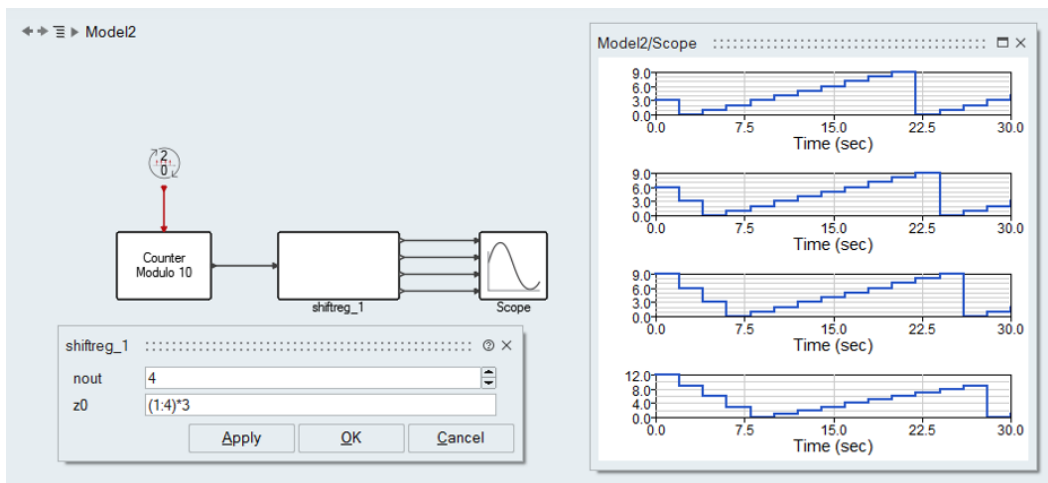 Model2
2
0
Counter
Modulo 10
shiftreg_1
Scope
shiftreg_1
nout 4
z0 (1:4)*3
Apply OK Cancel
Model2/Scope
9.0
6.0
3.0
0.0
0.0 7.5 15.0 22.5 30.0
Time (sec)
9.0
6.0
3.0
0.0
0.0 7.5 15.0 22.5 30.0
Time (sec)
9.0
6.0
3.0
0.0
0.0 7.5 15.0 22.5 30.0
Time (sec)
12.0
8.0
4.0
0.0
0.0 7.5 15.0 22.5 30.0
Time (sec)